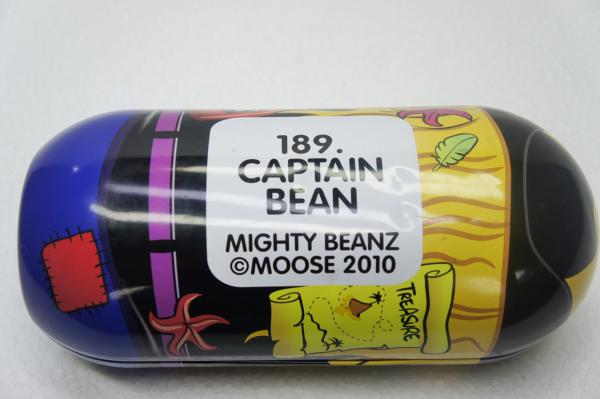 189.
CAPTAIN
BEAN
MIGHTY BEANZ
©MOOSE 2010
TREASURE